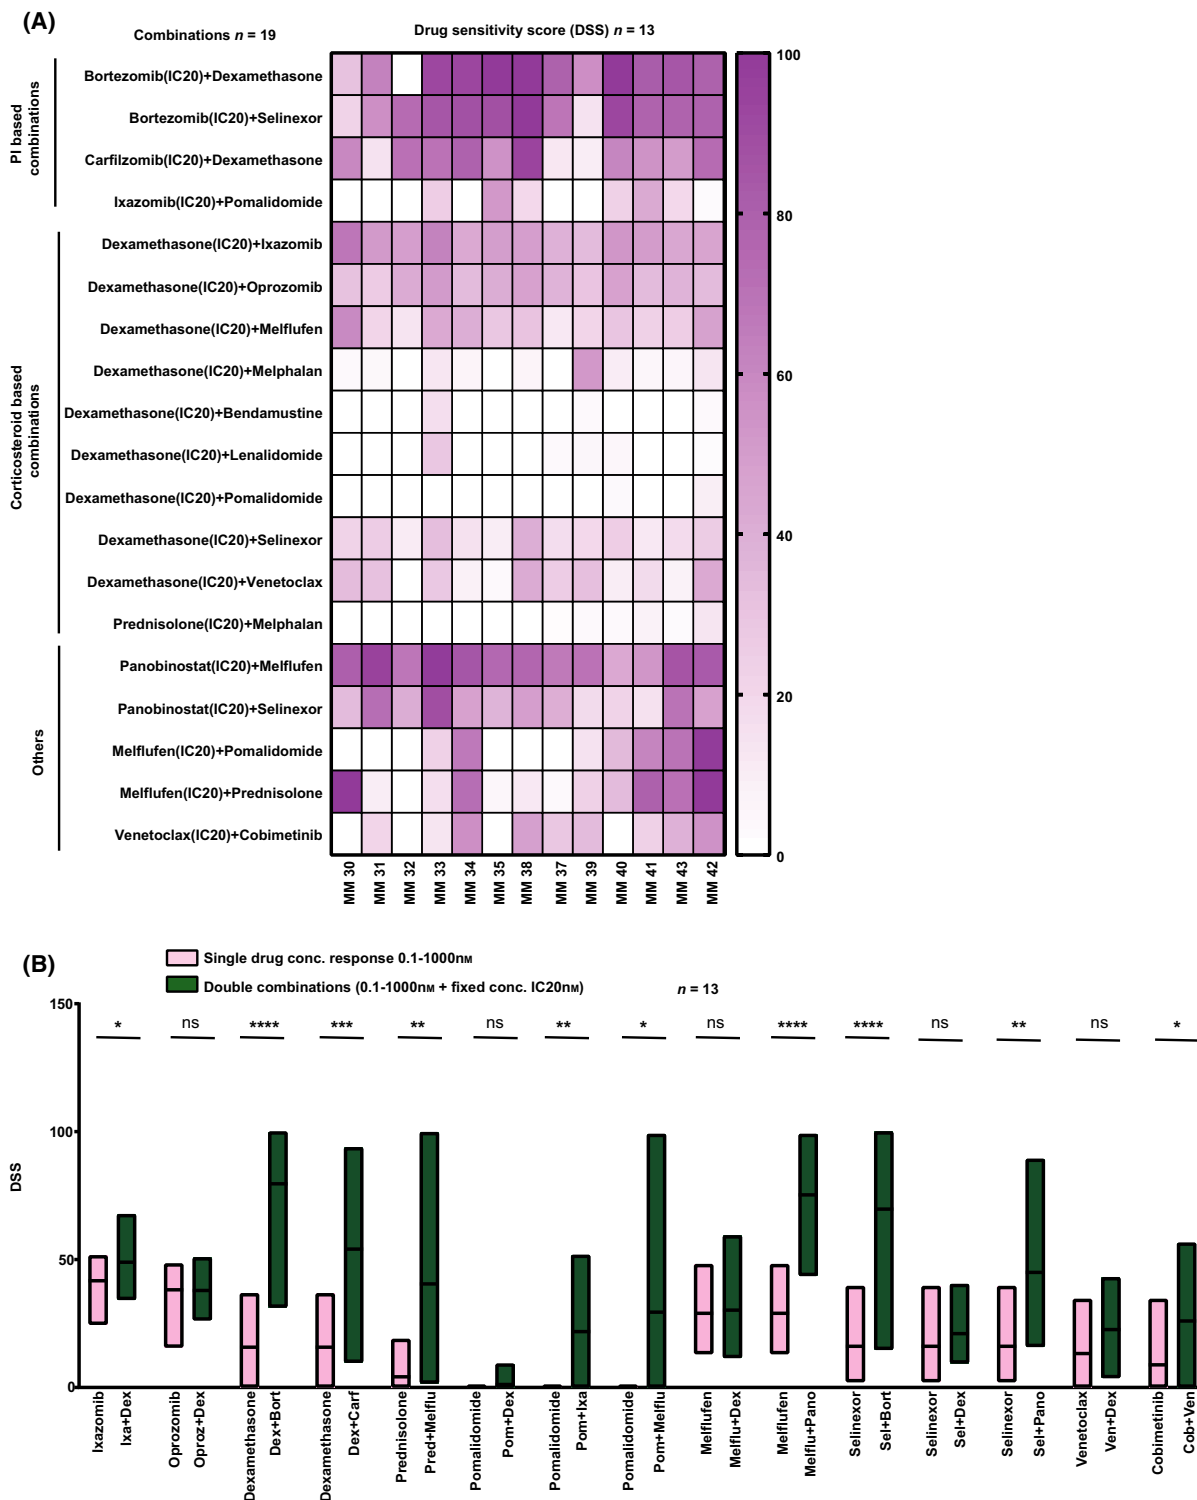 (A)
Combinations n = 19
Drug sensitivity score (DSS) n = 13
PI based
combinations
Bortezomib(IC20)+Dexamethasone
Bortezomib(IC20)+Selinexor
Carfilzomib(IC20)+Dexamethasone
Ixazomib(IC20)+Pomalidomide
Corticosteroid based
combinations
Dexamethasone(IC20)+Ixazomib
Dexamethasone(IC20)+Oprozomib
Dexamethasone(IC20)+Melflufen
Dexamethasone(IC20)+Melphalan
Dexamethasone(IC20)+Bendamustine
Dexamethasone(IC20)+Lenalidomide
Dexamethasone(IC20)+Pomalidomide
Dexamethasone(IC20)+Selinexor
Dexamethasone(IC20)+Venetoclax
Prednisolone(IC20)+Melphalan
Others
Panobinostat(IC20)+Melflufen
Panobinostat(IC20)+Selinexor
Melflufen(IC20)+Pomalidomide
Melflufen(IC20)+Prednisolone
Venetoclax(IC20)+Cobimetinib
100
80
60
40
20
0
MM 30
MM 31
MM 32
MM 33
MM 34
MM 35
MM 38
MM 37
MM 39
MM 40
MM 41
MM 43
MM 42
(B)
Single drug conc. response 0.1-1000nM
Double combinations (0.1-1000nM + fixed conc. IC20nM)
n = 13
150
100
50
0
DSS
* ns **** *** ** ns ** * ns **** **** ns ** ns *
Ixazomib
Ixa+Dex
Oprozomib
Oproz+Dex
Dexamethasone
Dex+Bort
Dexamethasone
Dex+Carf
Prednisolone
Pred+Melflu
Pomalidomide
Pom+Dex
Pomalidomide
Pom+Ixa
Pomalidomide
Pom+Melflu
Melflufen
Melflu+Dex
Melflufen
Melflu+Pano
Selinexor
Sel+Bort
Selinexor
Sel+Dex
Selinexor
Sel+Pano
Venetoclax
Ven+Dex
Cobimetinib
Cob+Ven